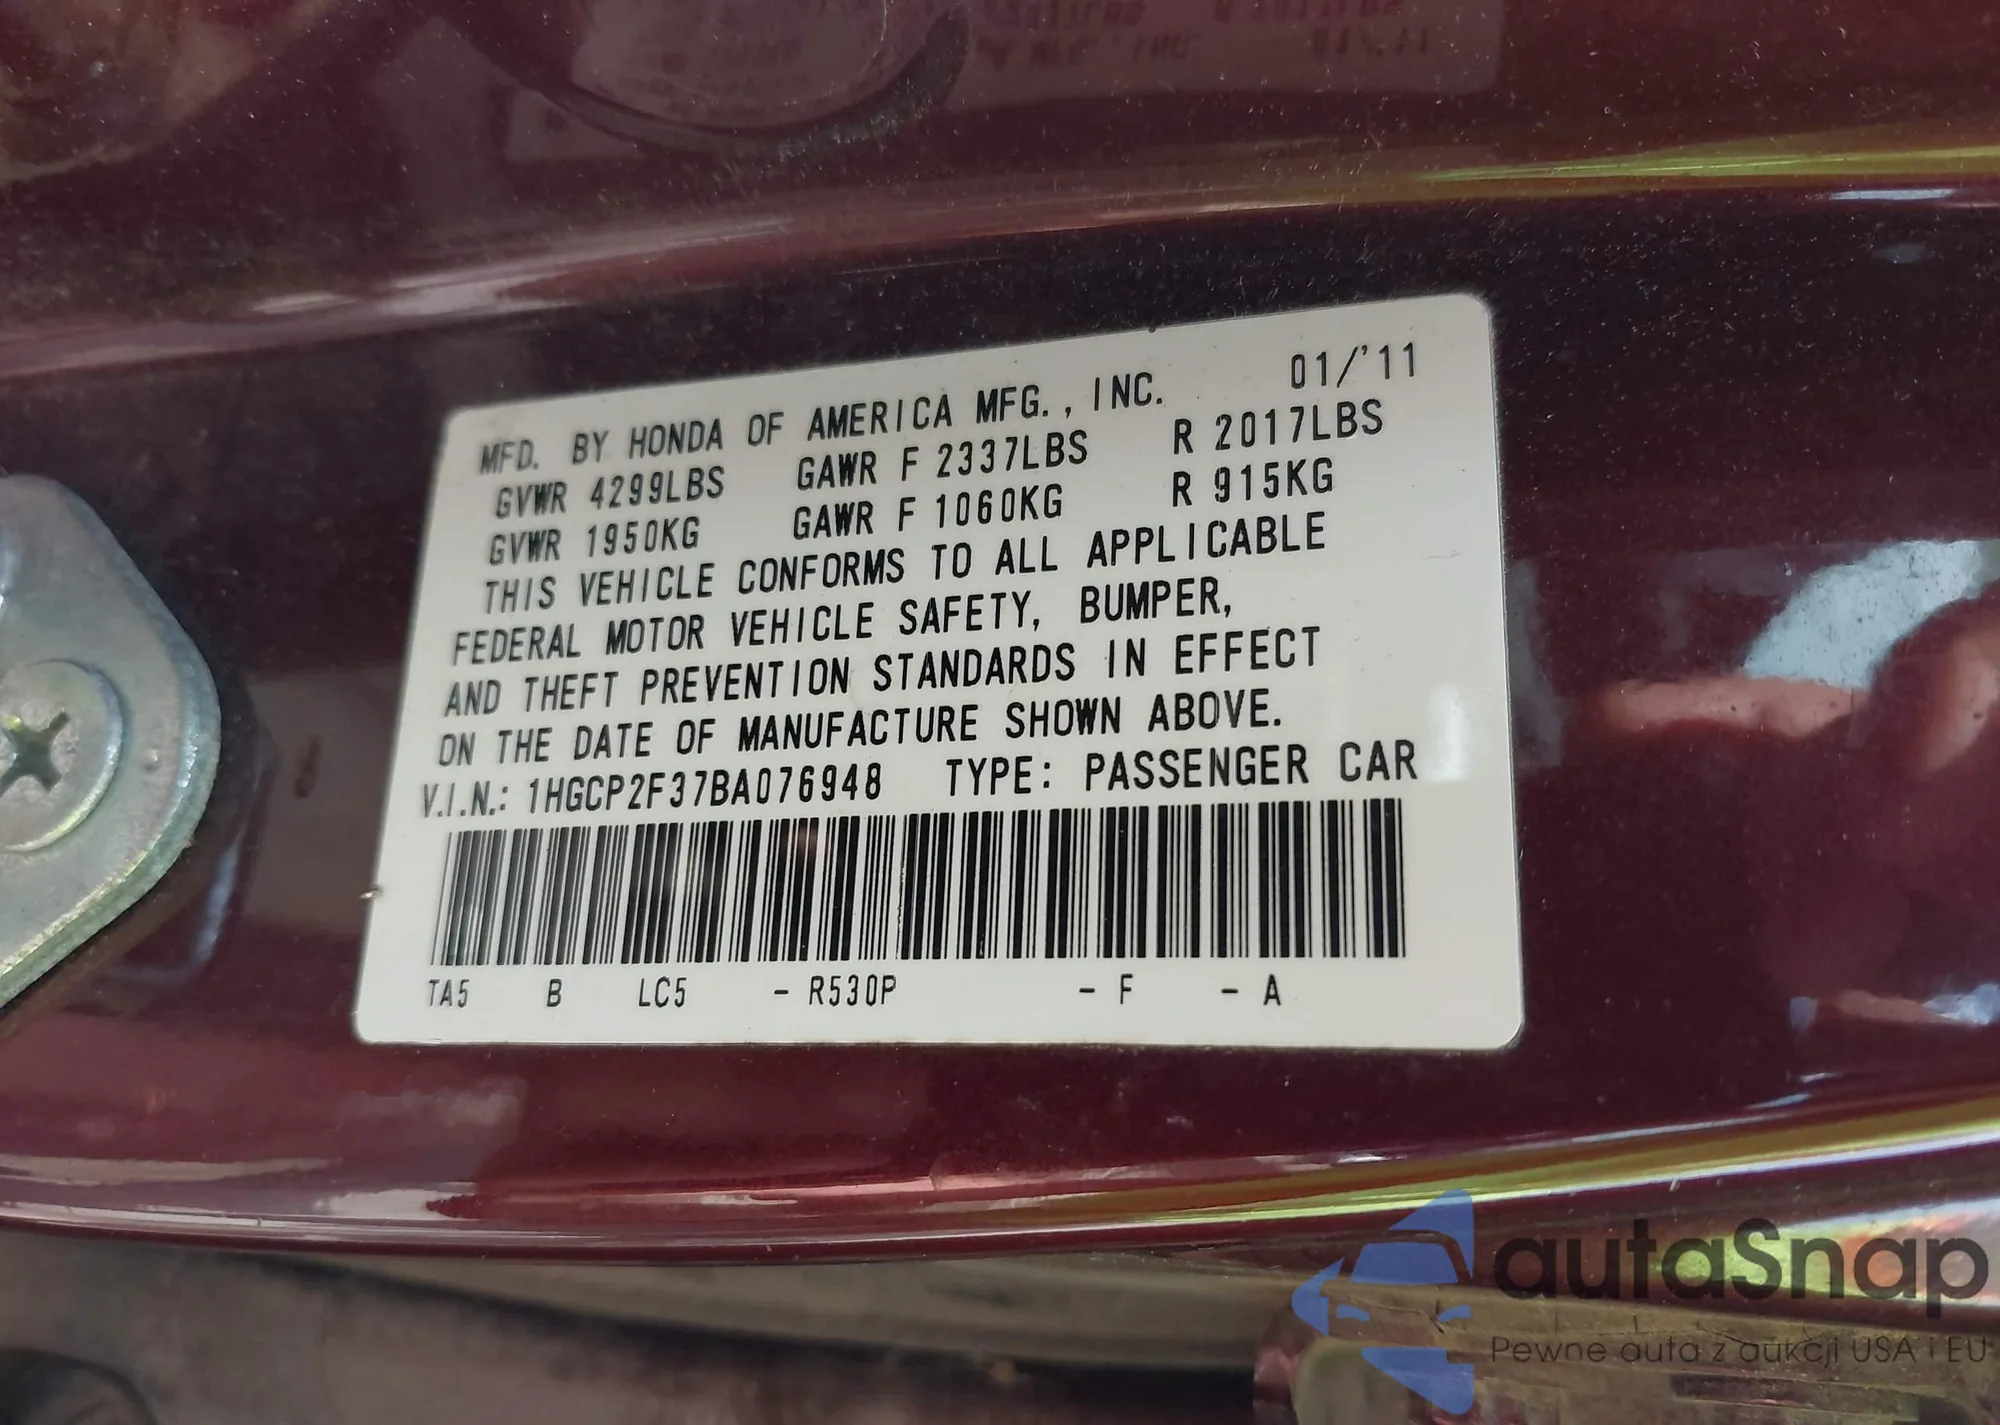 MFD. BY HONDA OF AMERICA MFG., INC. 01/'11
GVWR 4299LBS GAWR F 2337LBS R 2017LBS
GVWR 1950KG GAWR F 1060KG R 915KG
THIS VEHICLE CONFORMS TO ALL APPLICABLE
FEDERAL MOTOR VEHICLE SAFETY, BUMPER,
AND THEFT PREVENTION STANDARDS IN EFFECT
ON THE DATE OF MANUFACTURE SHOWN ABOVE.
V.I.N.: 1HGCP2F37BA076948 TYPE: PASSENGER CAR
TA5 B LC5 - R530P - F - A
autaSnap
Pewne auta z aukcji USA i EU